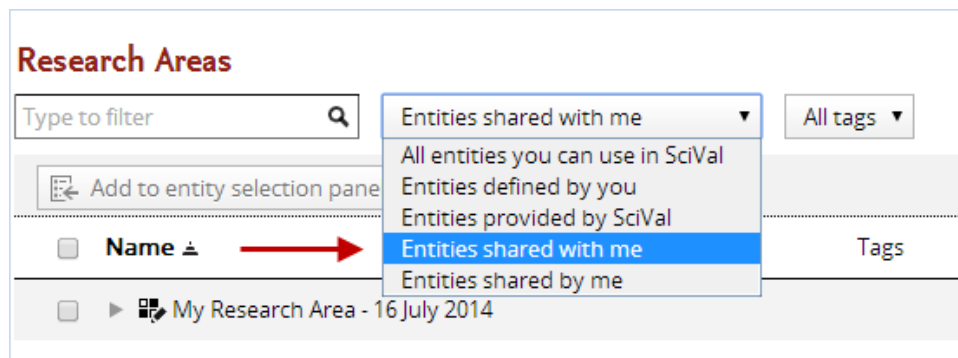 Research Areas
Type to filter
Entities shared with me
All tags
All entities you can use in SciVal
Entities defined by you
Add to entity selection pane
Entities provided by SciVal
Name
Entities shared with me
Tags
Entities shared by me
My Research Area - 16 July 2014